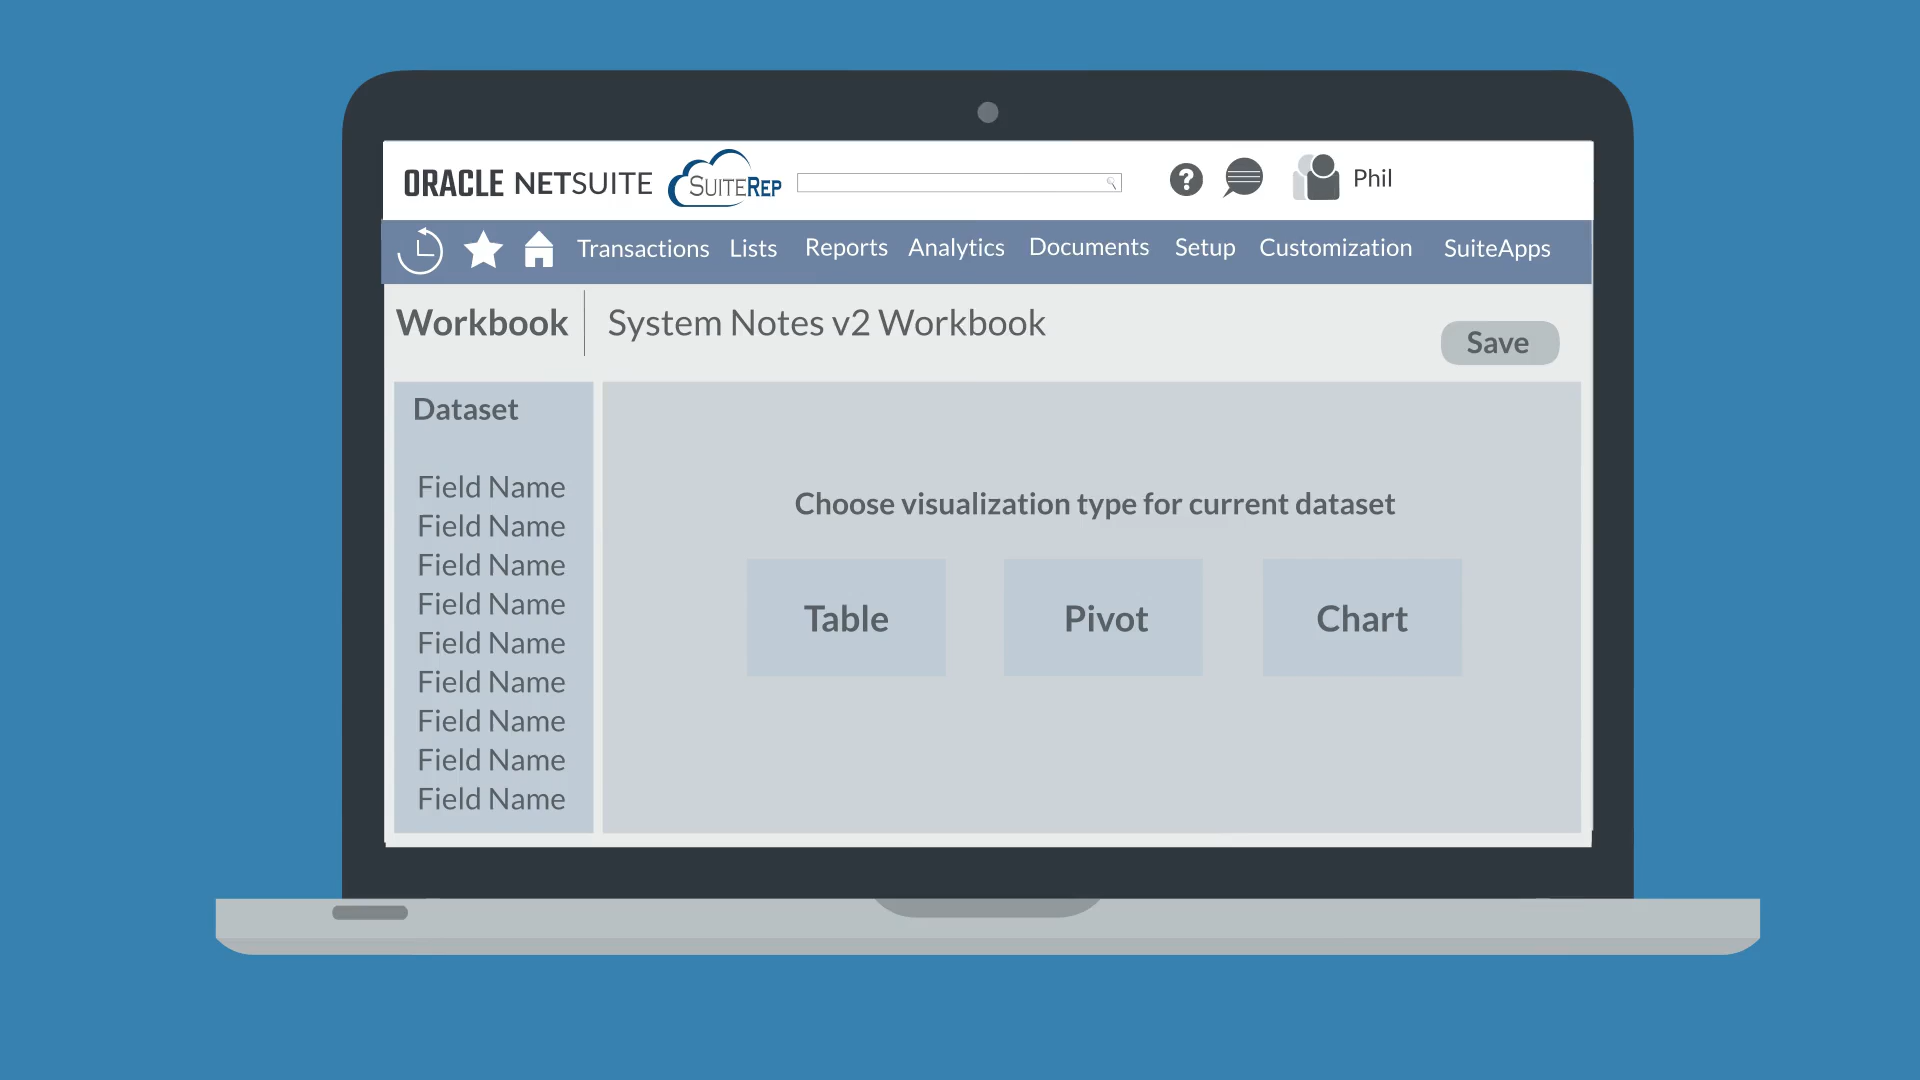 ORACLE NETSUITE SUITEREP ? Phil
Transactions Lists Reports Analytics Documents Setup Customization SuiteApps
Workbook System Notes v2 Workbook
Save
Dataset
Field Name
Field Name
Field Name
Field Name
Field Name
Field Name
Field Name
Field Name
Field Name
Choose visualization type for current dataset
Table Pivot Chart